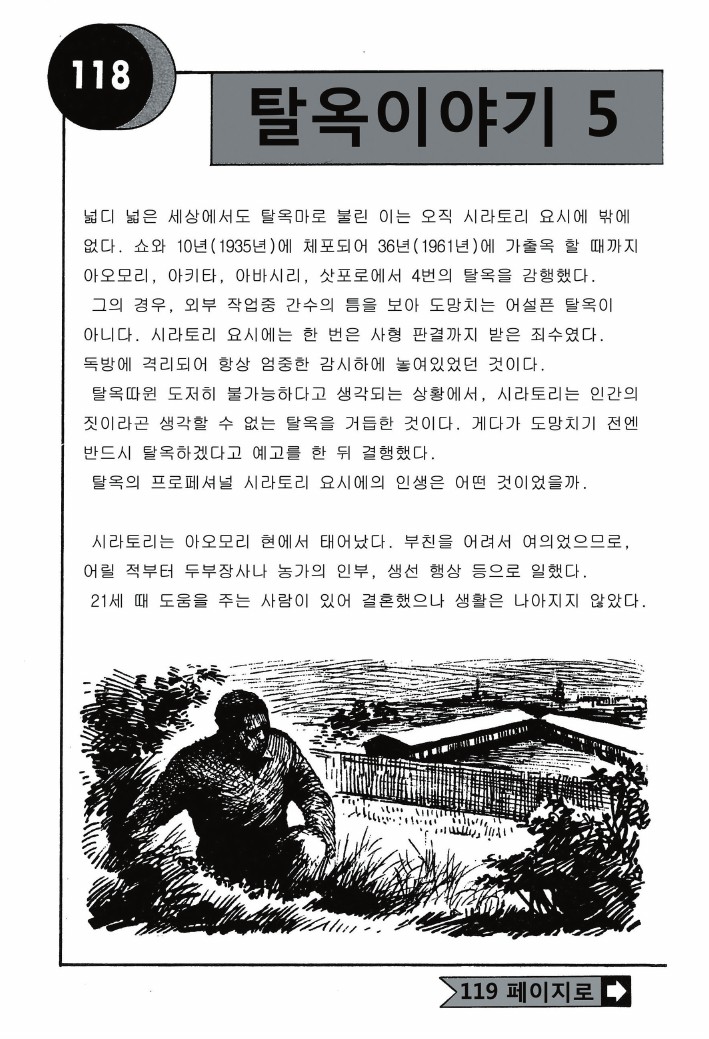 118
탈옥이야기 5
넓디 넓은 세상에서도 탈옥마로 불린 이는 오직 시라토리 요시에 밖에
없다. 쇼와 10년(1935년)에 체포되어 36년(1961년)에 가출옥 할 때까지
아오모리, 아키타, 아바시리, 삿포로에서 4번의 탈옥을 감행했다.
그의 경우, 외부 작업중 간수의 틈을 보아 도망치는 어설픈 탈옥이
아니다. 시라토리 요시에는 한 번은 사형 판결까지 받은 죄수였다.
독방에 격리되어 항상 엄중한 감시하에 놓여있었던 것이다.
탈옥따윈 도저히 불가능하다고 생각되는 상황에서, 시라토리는 인간의
짓이라곤 생각할 수 없는 탈옥을 거듭한 것이다. 게다가 도망치기 전엔
반드시 탈옥하겠다고 예고를 한 뒤 결행했다.
탈옥의 프로페셔널 시라토리 요시에의 인생은 어떤 것이었을까.
시라토리는 아오모리 현에서 태어났다. 부친을 어려서 여의었으므로,
어릴 적부터 두부장사나 농가의 인부, 생선 행상 등으로 일했다.
21세 때 도움을 주는 사람이 있어 결혼했으나 생활은 나아지지 않았다.
119 페이지로